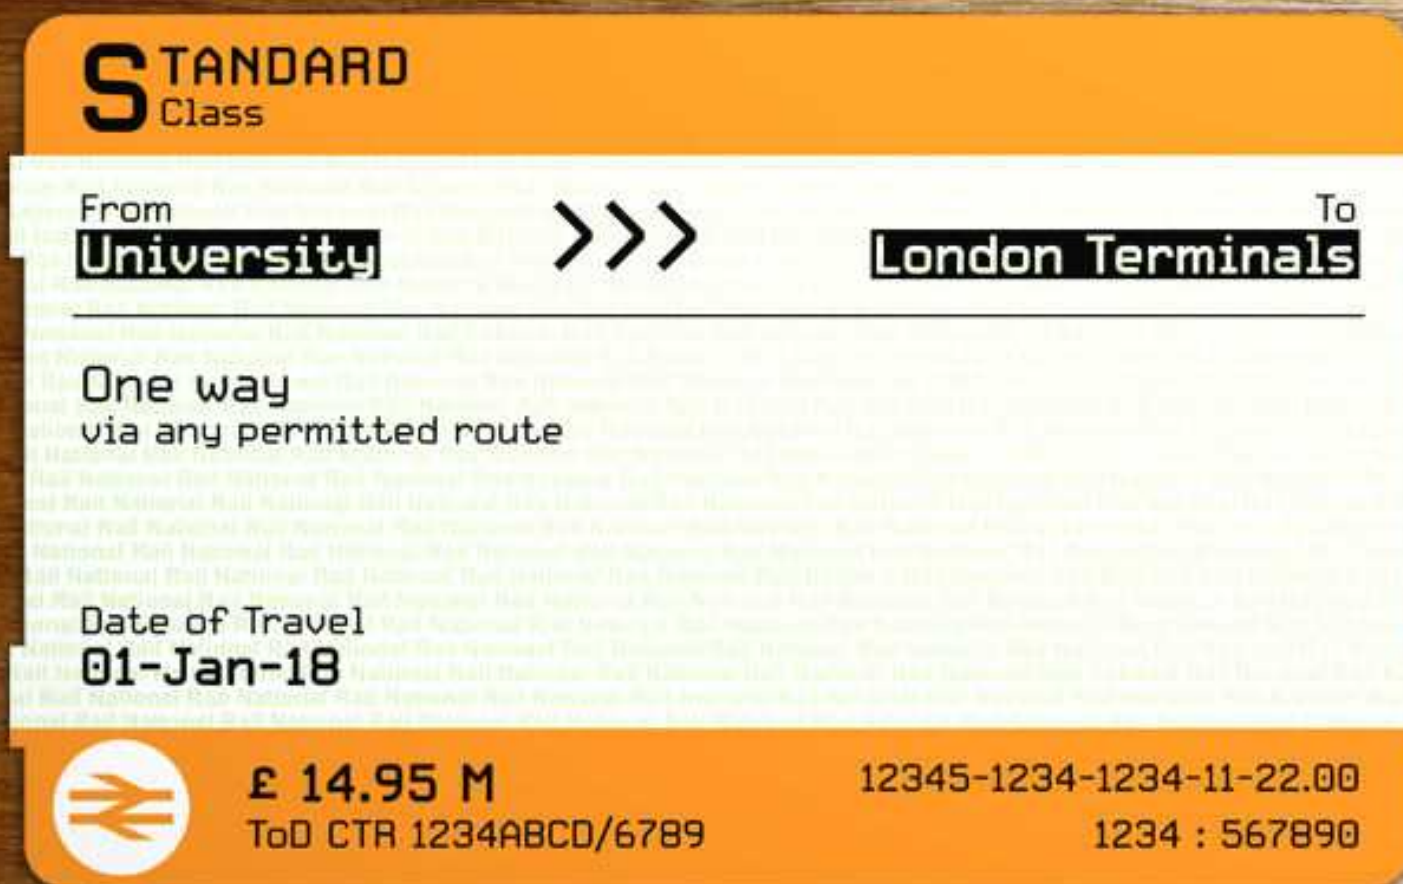 STANDARD
Class
From
To
University
>>>
London Terminals
One way
via any permitted route
Date of Travel
01-Jan-18
£ 14.95 M
12345-1234-1234-11-22.00
ToD CTR 1234ABCD/6789
1234 : 567890